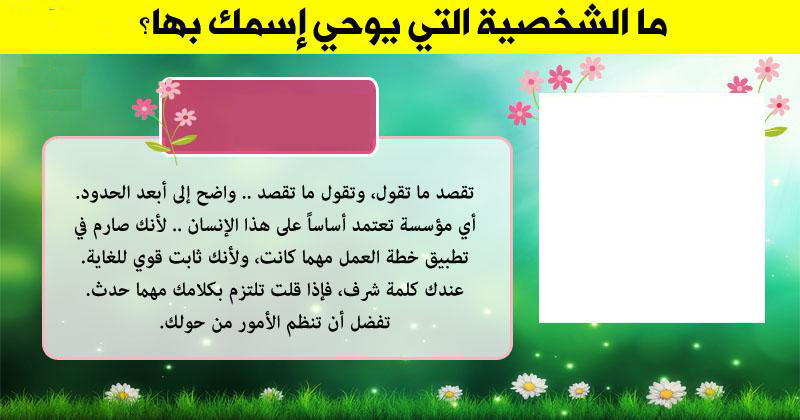 ما الشخصية التي يوحي إسمك بها؟
تقصد ما تقول، وتقول ما تقصد .. واضح إلى أبعد الحدود.
أي مؤسسة تعتمد أساساً على هذا الإنسان .. لأنك صارم في
تطبيق خطة العمل مهما كانت، ولأنك ثابت قوي للغاية.
عندك كلمة شرف، فإذا قلت تلتزم بكلامك مهما حدث.
تفضل أن تنظم الأمور من حولك.